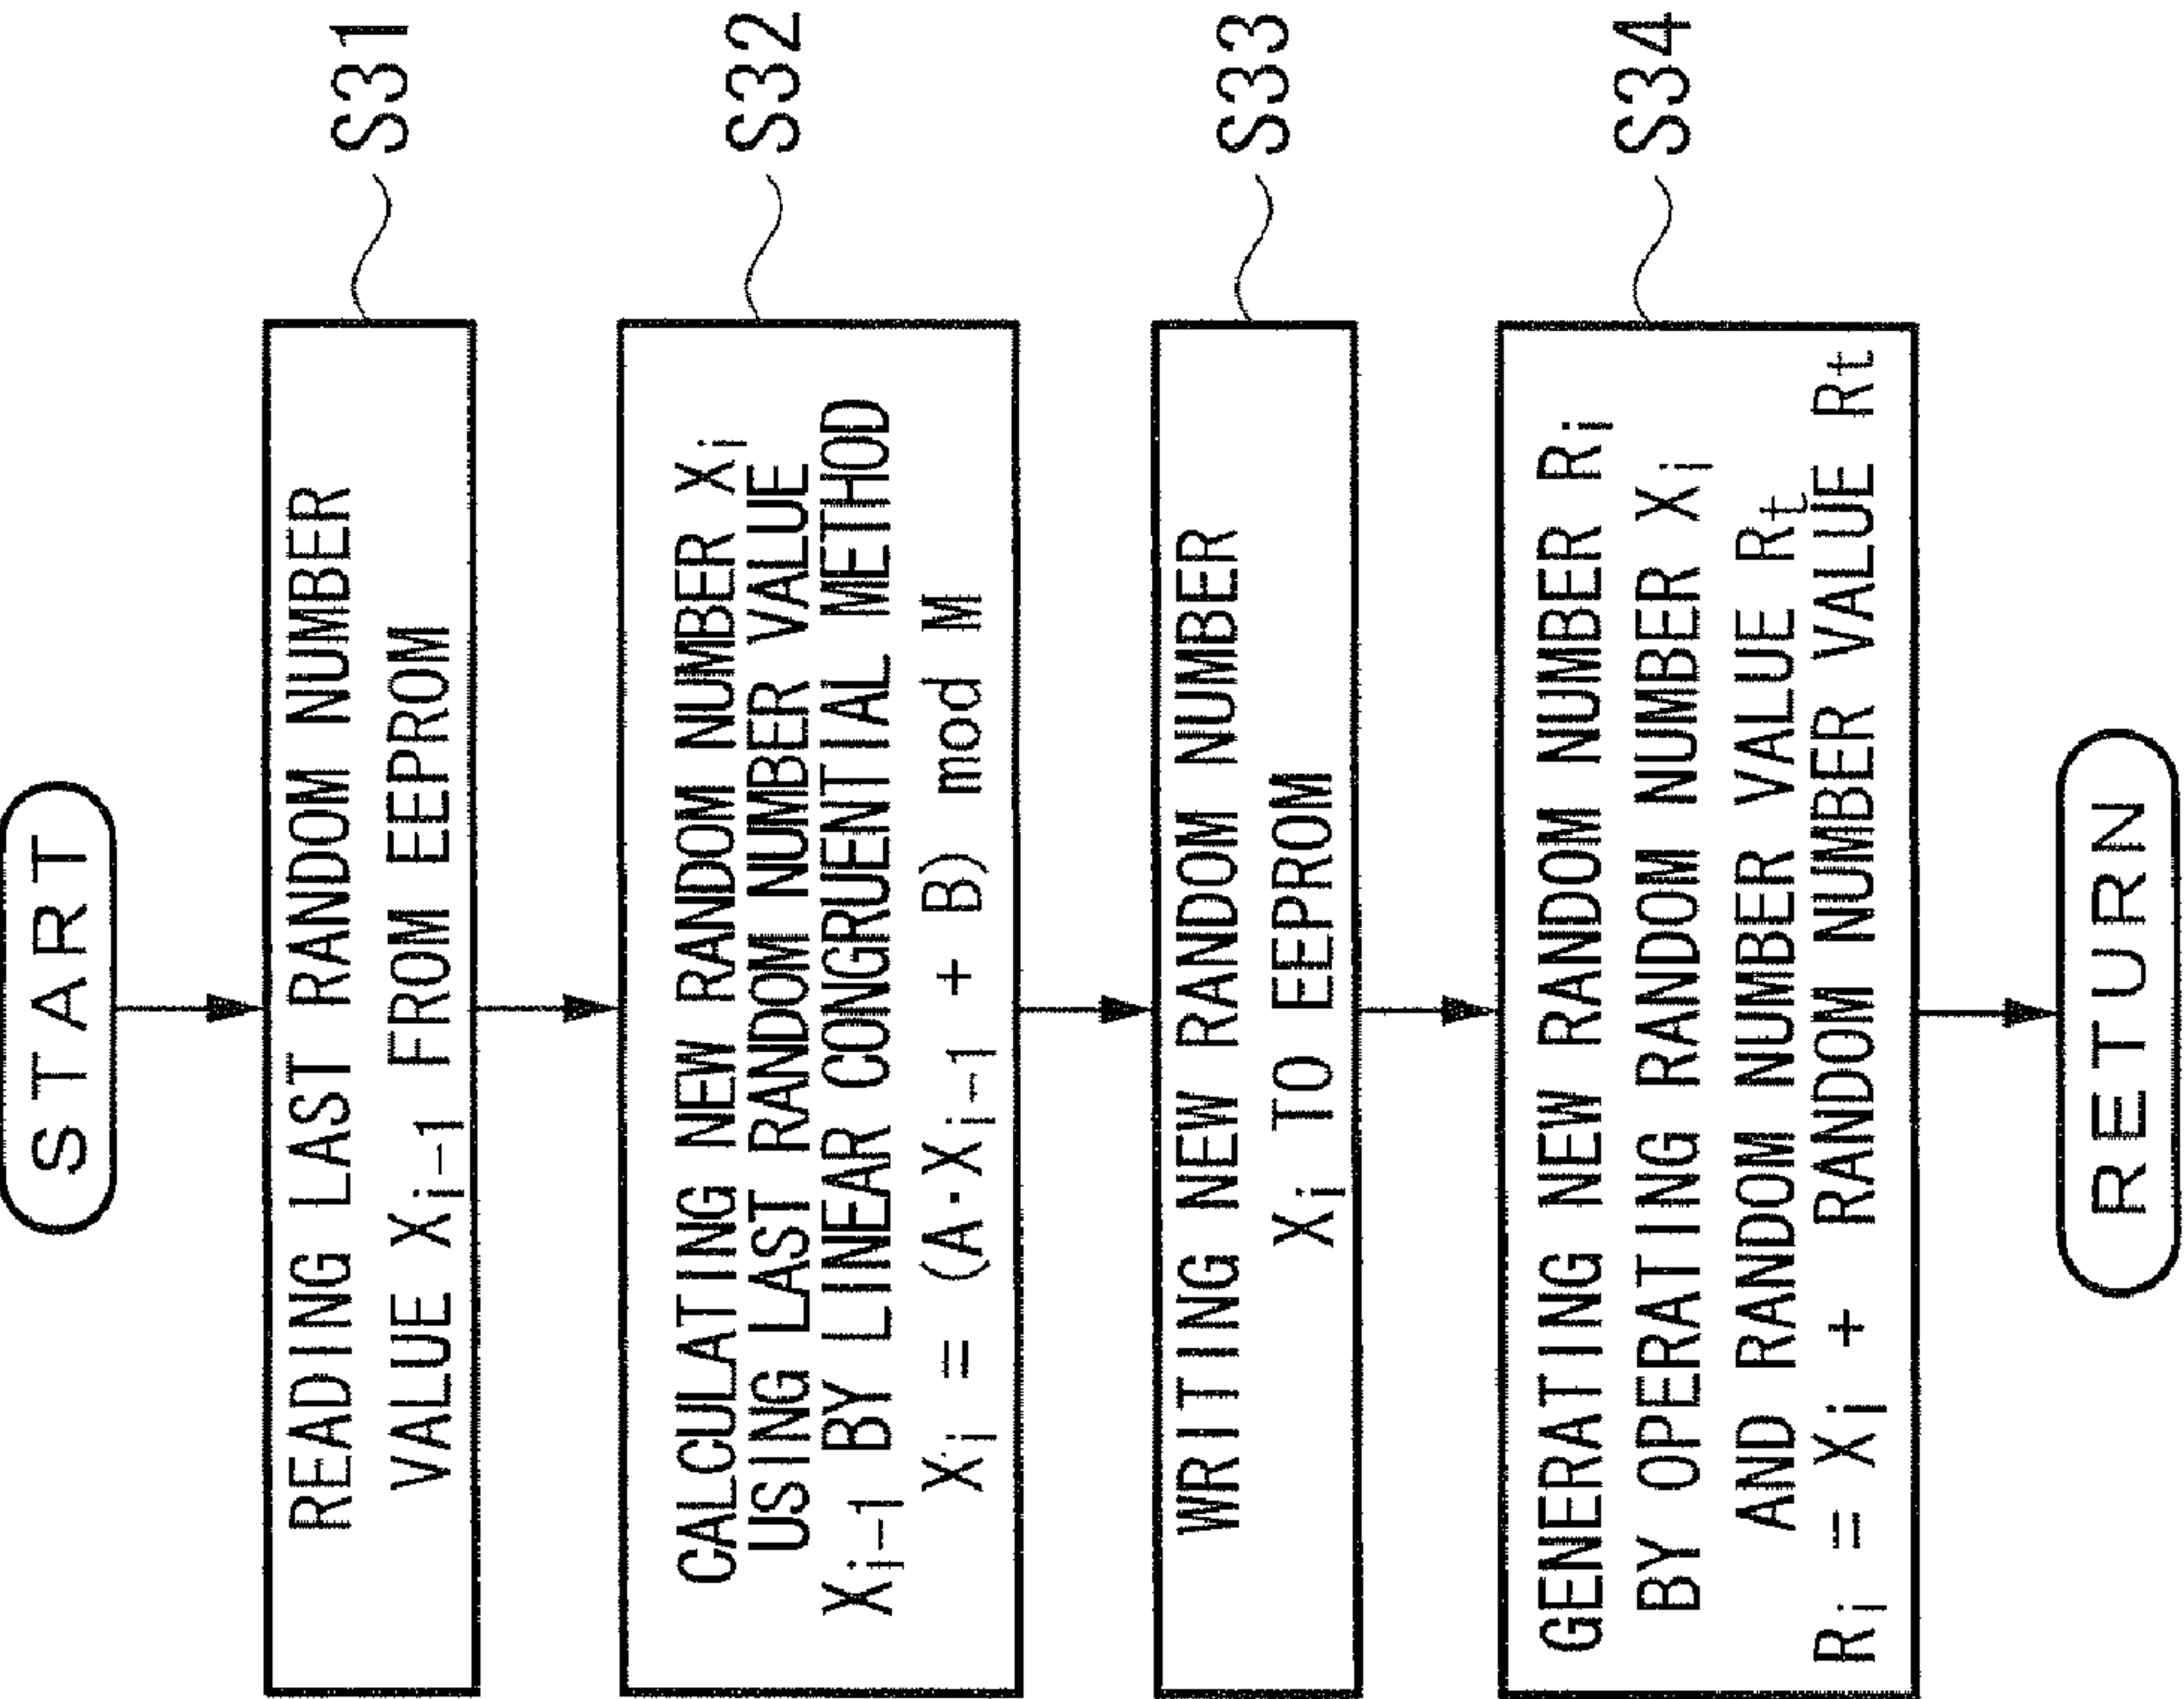 START
READING LAST RANDOM NUMBER
VALUE Xi-1 FROM EEPROM
S31
CALCULATING NEW RANDOM NUMBER Xi
USING LAST RANDOM NUMBER VALUE
Xi-1 BY LINEAR CONGRUENTIAL METHOD
Xi = (A·Xi-1 + B) mod M
S32
WRITING NEW RANDOM NUMBER
Xi TO EEPROM
S33
GENERATING NEW RANDOM NUMBER Ri
BY OPERATING RANDOM NUMBER Xi
AND RANDOM NUMBER VALUE Rt
Ri = Xi + RANDOM NUMBER VALUE Rt
S34
RETURN